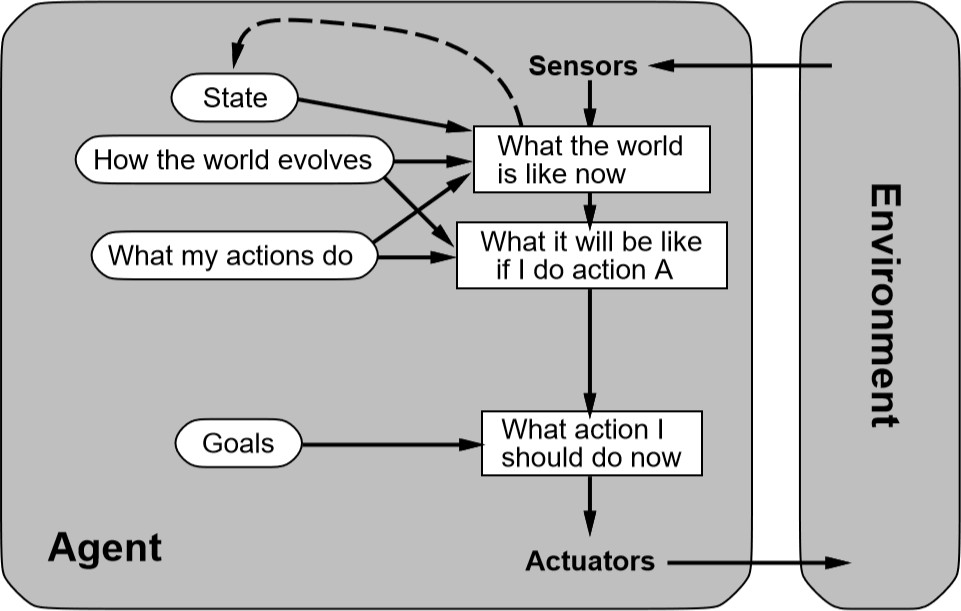 Sensors
State
What the world
is like now
How the world evolves
What it will be like
if I do action A
What my actions do
Environment
What action I
should do now
Goals
Agent
Actuators